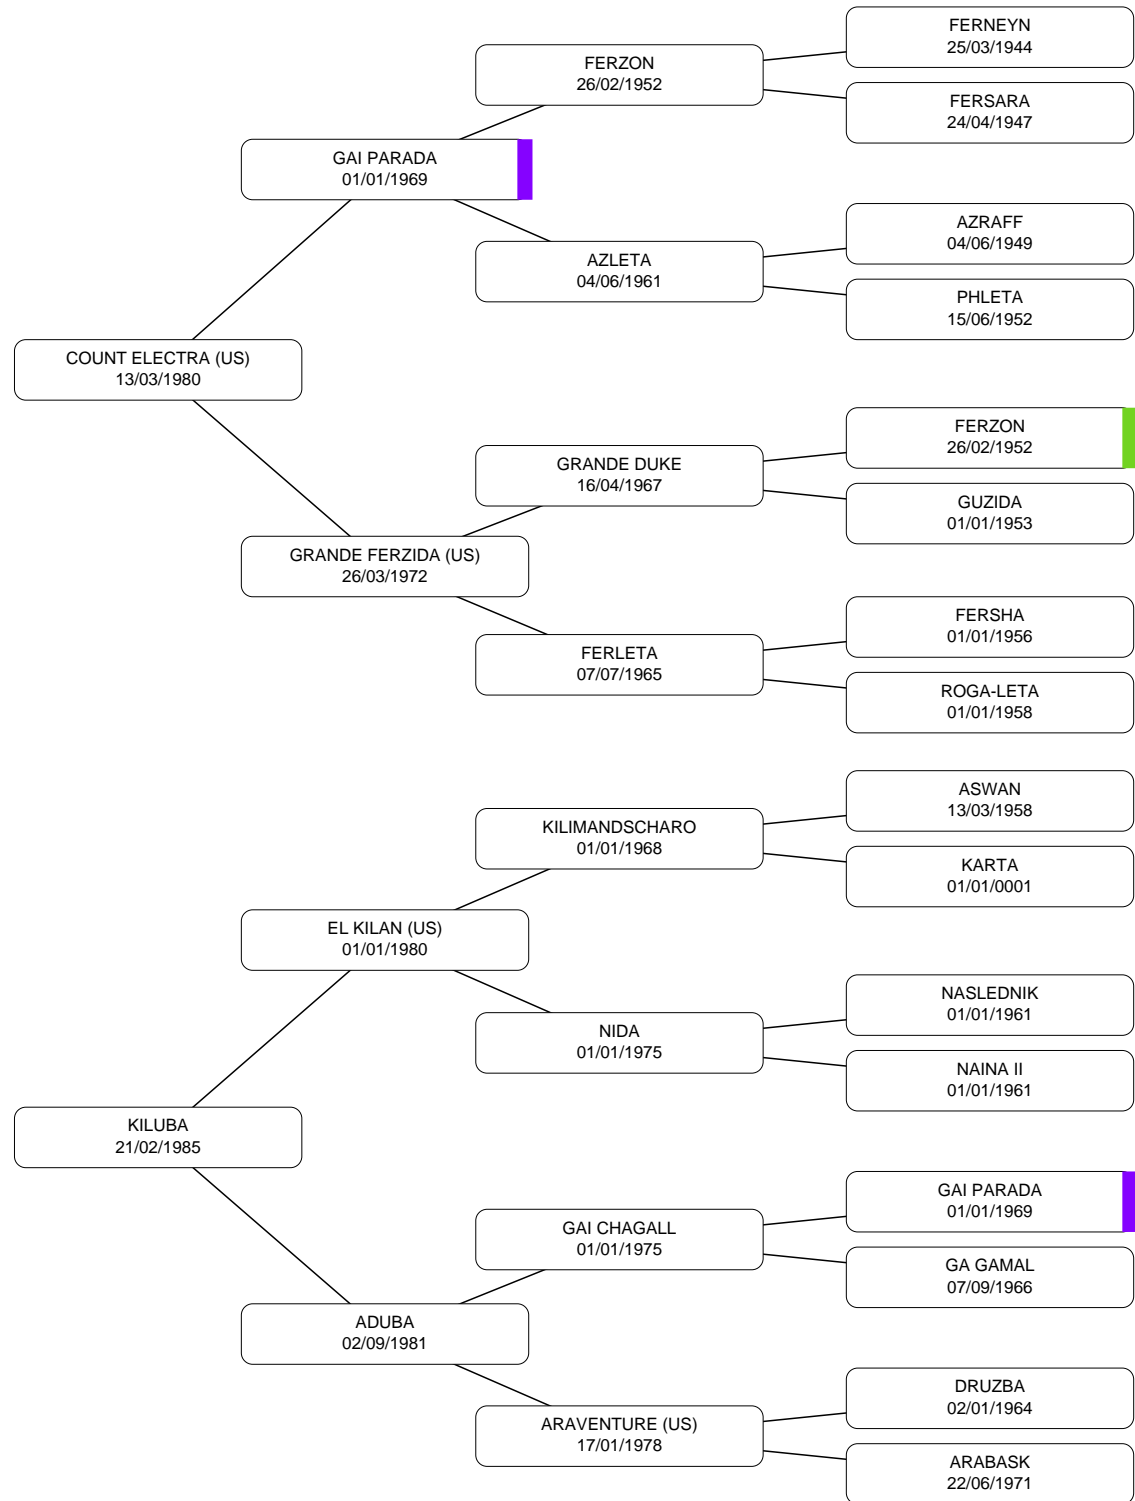 FERNEYN
25/03/1944
FERZON
26/02/1952
FERSARA
24/04/1947
GAI PARADA
01/01/1969
AZRAFF
04/06/1949
AZLETA
04/06/1961
PHLETA
15/06/1952
COUNT ELECTRA (US)
13/03/1980
FERZON
26/02/1952
GRANDE DUKE
16/04/1967
GUZIDA
01/01/1953
GRANDE FERZIDA (US)
26/03/1972
FERSHA
01/01/1956
FERLETA
07/07/1965
ROGA-LETA
01/01/1958
ASWAN
13/03/1958
KILIMANDSCHARO
01/01/1968
KARTA
01/01/0001
EL KILAN (US)
01/01/1980
NASLEDNIK
01/01/1961
NIDA
01/01/1975
NAINA II
01/01/1961
KILUBA
21/02/1985
GAI PARADA
01/01/1969
GAI CHAGALL
01/01/1975
GA GAMAL
07/09/1966
ADUBA
02/09/1981
DRUZBA
02/01/1964
ARAVENTURE (US)
17/01/1978
ARABASK
22/06/1971